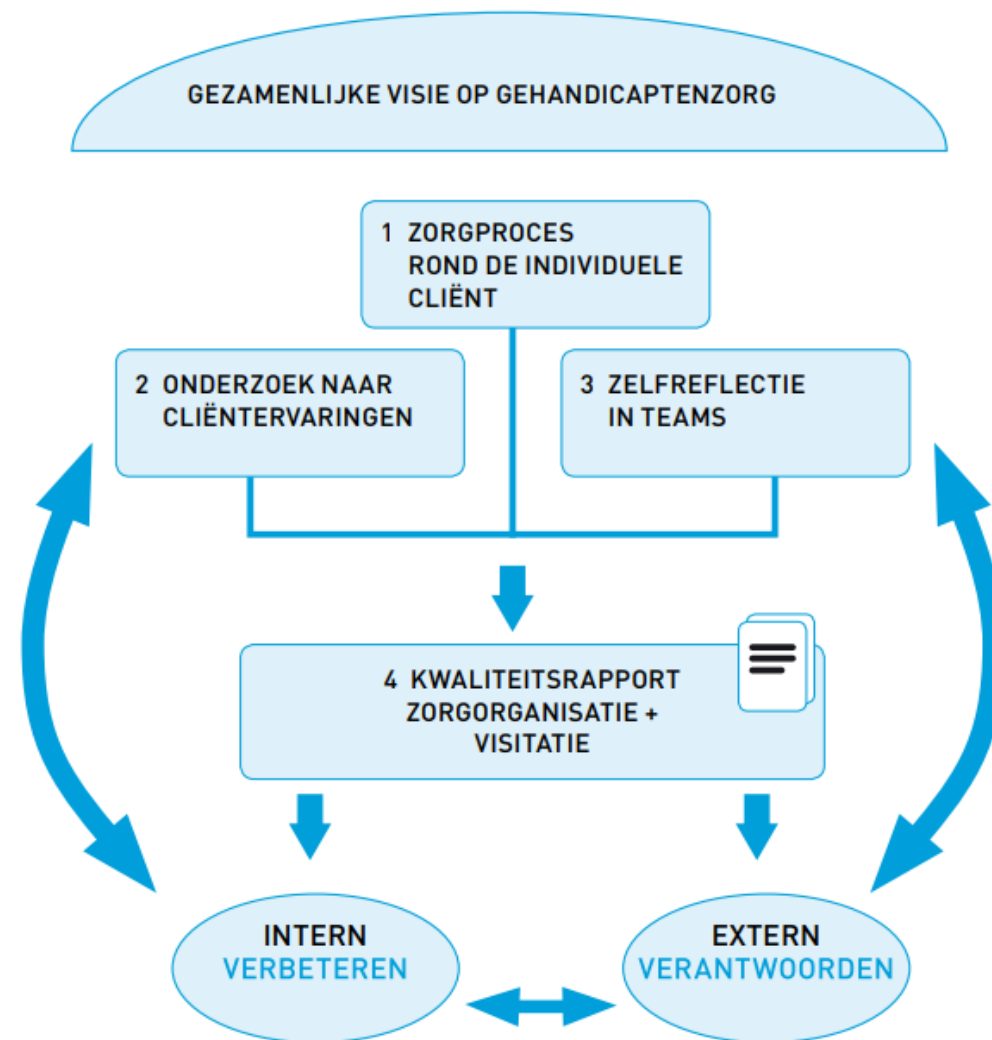 GEZAMENLIJKE VISIE OP GEHANDICAPTENZORG
1 ZORGPROCES
ROND DE INDIVIDUELE
CLIËNT
2 ONDERZOEK NAAR
CLIËNTERVARINGEN
3 ZELFREFLECTIE
IN TEAMS
4 KWALITEITSRAPPORT
ZORGORGANISATIE +
VISITATIE
INTERN
VERBETEREN
EXTERN
VERANTWOORDEN